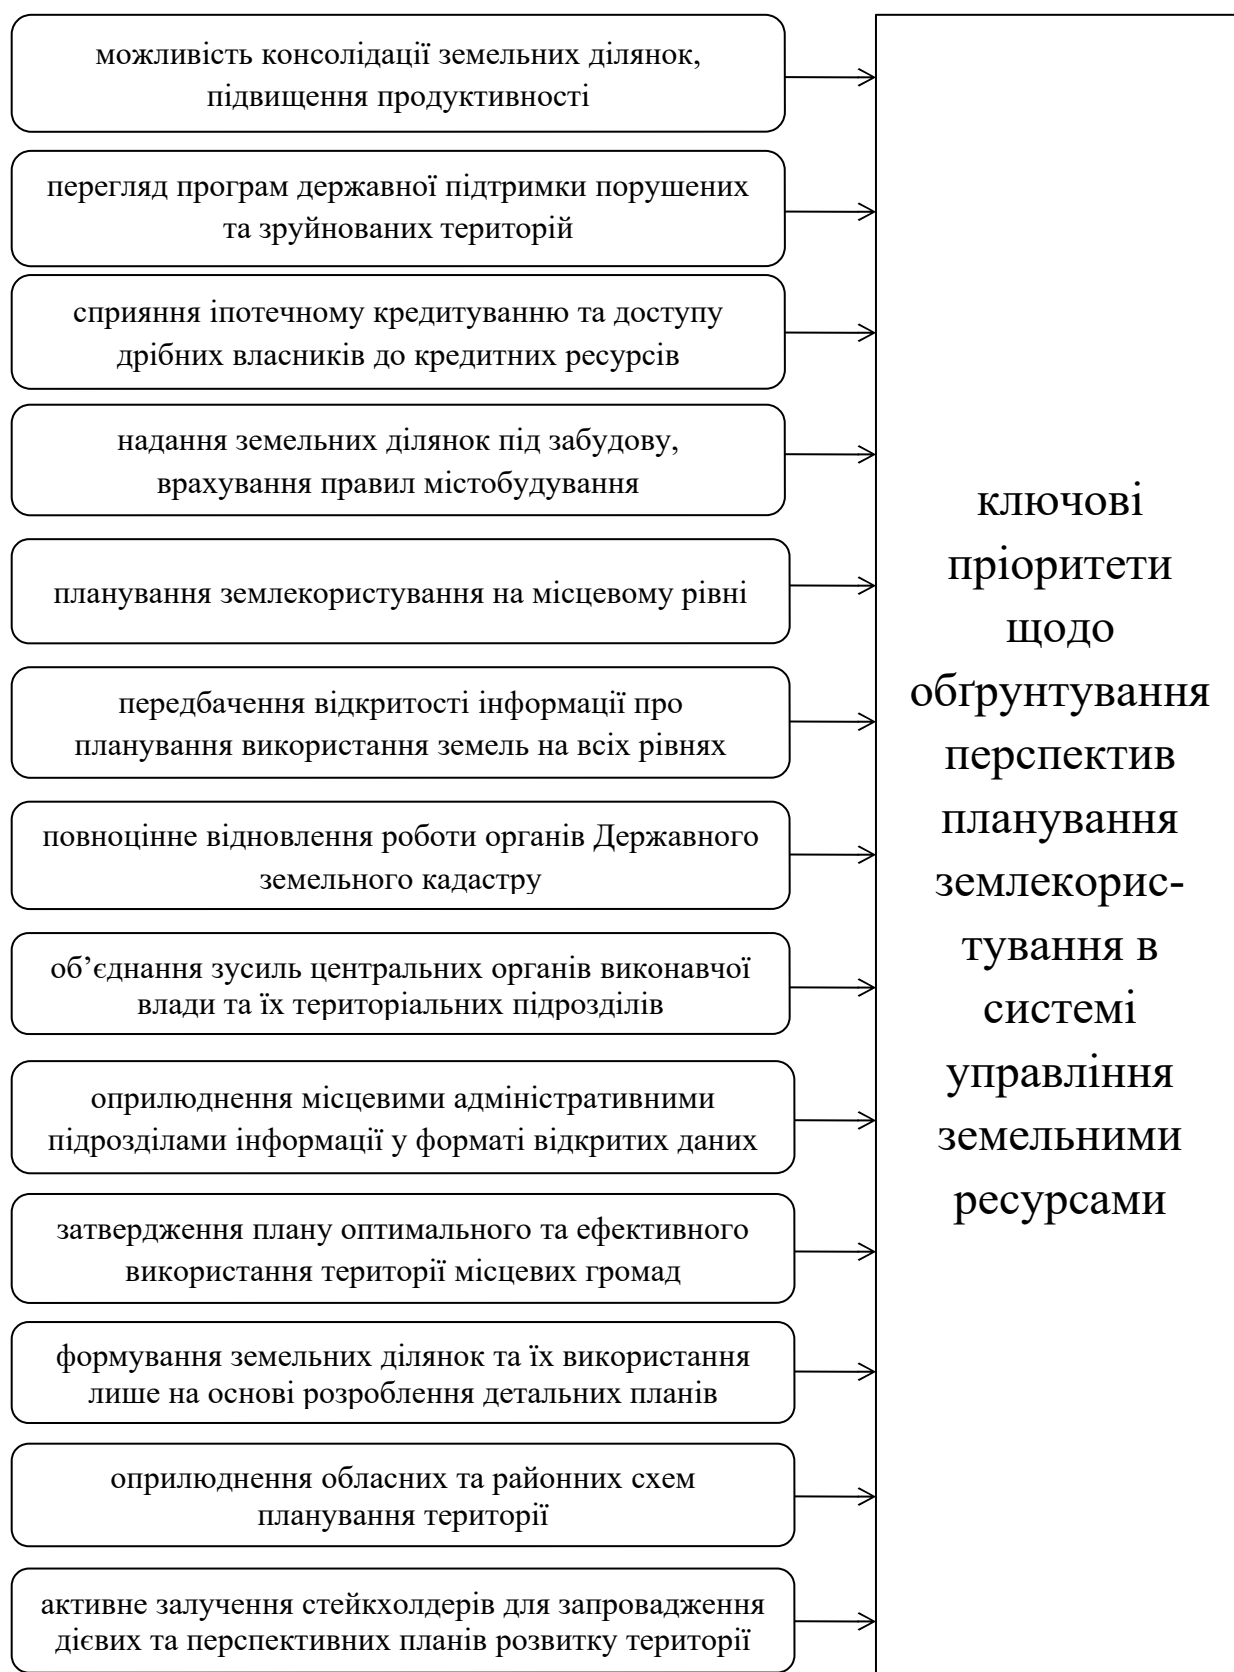 можливість консолідації земельних ділянок,
підвищення продуктивності
перегляд програм державної підтримки порушених
та зруйнованих територій
сприяння іпотечному кредитуванню та доступу
дрібних власників до кредитних ресурсів
надання земельних ділянок під забудову,
врахування правил містобудування
планування землекористування на місцевому рівні
передбачення відкритості інформації про
планування використання земель на всіх рівнях
повноцінне відновлення роботи органів Державного
земельного кадастру
об’єднання зусиль центральних органів виконавчої
влади та їх територіальних підрозділів
оприлюднення місцевими адміністративними
підрозділами інформації у форматі відкритих даних
затвердження плану оптимального та ефективного
використання території місцевих громад
формування земельних ділянок та їх використання
лише на основі розроблення детальних планів
оприлюднення обласних та районних схем
планування території
активне залучення стейкхолдерів для запровадження
дієвих та перспективних планів розвитку території
ключові
пріоритети
щодо
обґрунтування
перспектив
планування
землекорис-
тування в
системі
управління
земельними
ресурсами